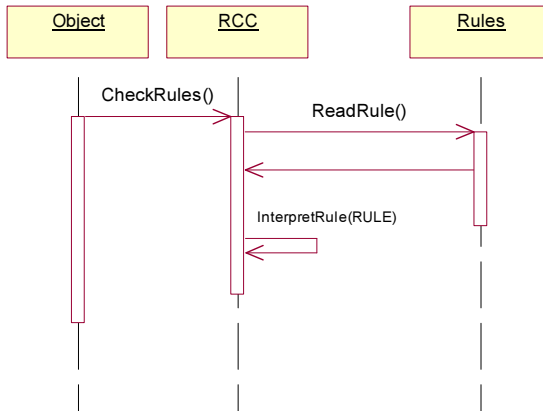 Object
RCC
Rules
CheckRules()
ReadRule()
InterpretRule(RULE)